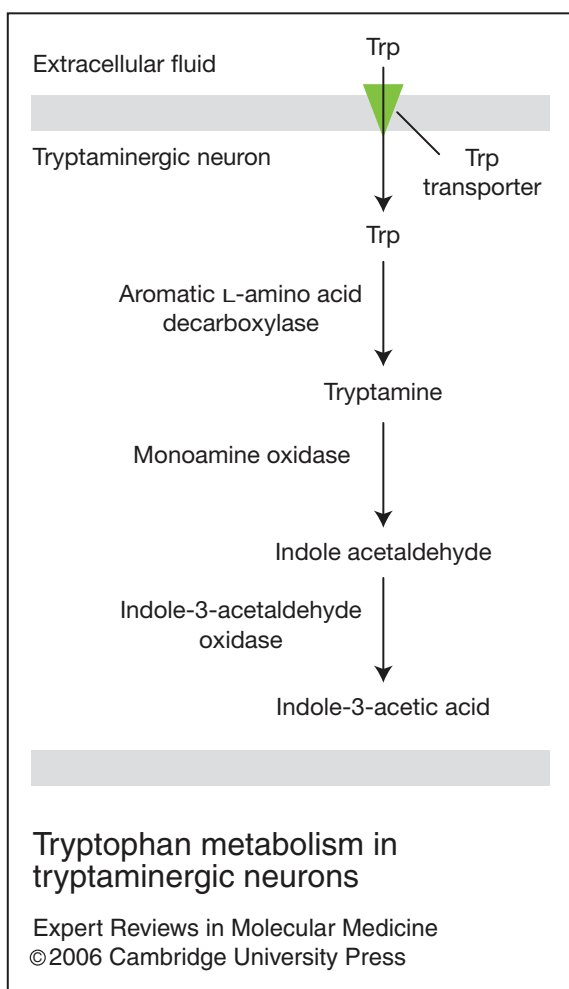 Trp
Extracellular fluid
Tryptaminergic neuron
Trp
transporter
Trp
Aromatic L-amino acid
decarboxylase
Tryptamine
Monoamine oxidase
Indole acetaldehyde
Indole-3-acetaldehyde
oxidase
Indole-3-acetic acid
Tryptophan metabolism in
tryptaminergic neurons
Expert Reviews in Molecular Medicine
©2006 Cambridge University Press